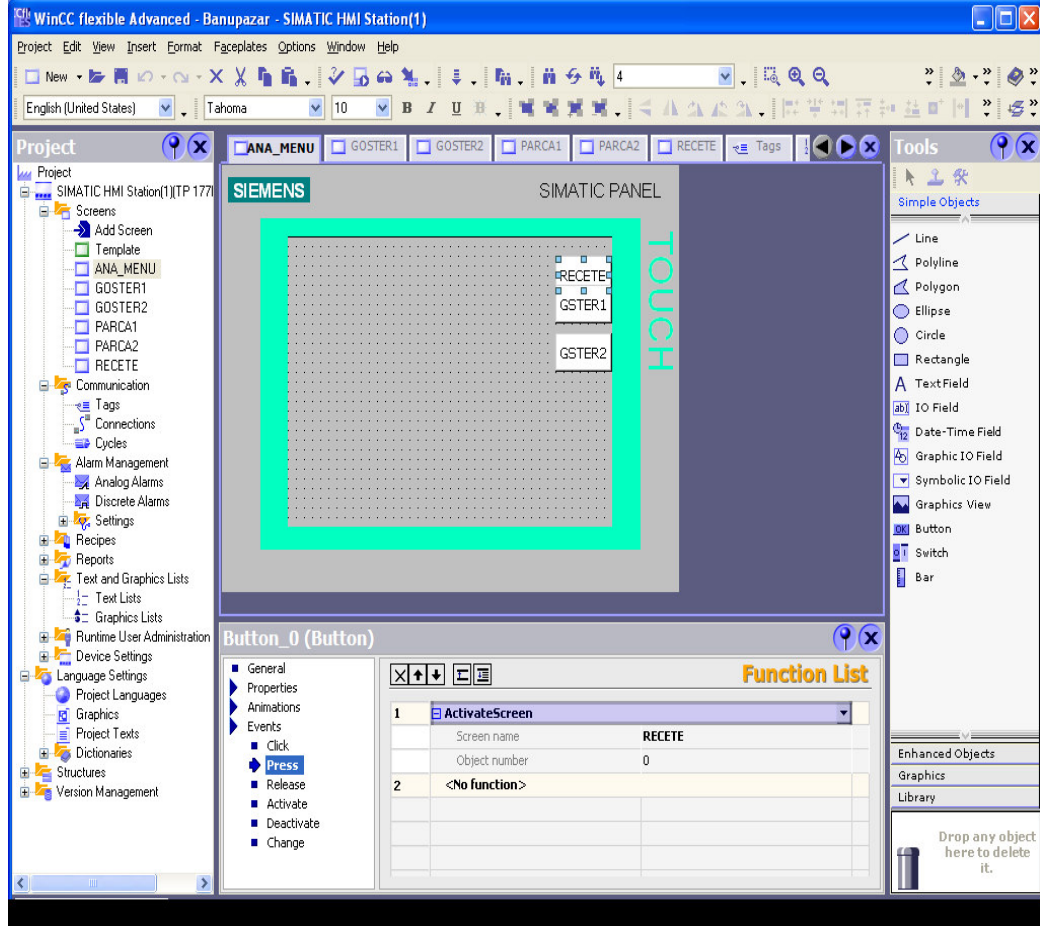 WinCC flexible Advanced - Banupazar - SIMATIC HMI Station(1)
Project Edit View Insert Format Faceplates Options Window Help
New 4
English (United States) Tahoma 10 B I U B
Project
Project
SIMATIC HMI Station(1)(TP 177
Screens
Add Screen
Template
ANA_MENU
GOSTER1
GOSTER2
PARCA1
PARCA2
RECETE
Communication
Tags
Connections
Cycles
Alarm Management
Analog Alarms
Discrete Alarms
Settings
Recipes
Reports
Text and Graphics Lists
Text Lists
Graphics Lists
Runtime User Administration
Device Settings
Language Settings
Project Languages
Graphics
Project Texts
Dictionaries
Structures
Version Management
ANA_MENU GOSTER1 GOSTER2 PARCA1 PARCA2 RECETE Tags
SIEMENS SIMATIC PANEL
TOUCH
RECETE
GSTER1
GSTER2
Button_0 (Button)
General
Properties
Animations
Events
Click
Press
Release
Activate
Deactivate
Change
Function List
1 ActivateScreen
Screen name RECETE
Object number 0
2 <No function>
Tools
Simple Objects
Line
Polyline
Polygon
Ellipse
Circle
Rectangle
A TextField
ab IO Field
12 Date-Time Field
Graphic IO Field
Symbolic IO Field
Graphics View
OK Button
Switch
Bar
Enhanced Objects
Graphics
Library
Drop any object
here to delete
it.